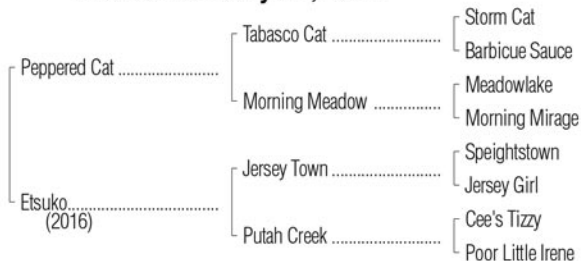 Storm Cat
Tabasco Cat ..................
Barbicue Sauce
Peppered Cat .......................
Meadowlake
Morning Meadow ................
Morning Mirage
Speightstown
Jersey Town ......................
Jersey Girl
Etsuko..................................
(2016)
Cee's Tizzy
Putah Creek ......................
Poor Little Irene